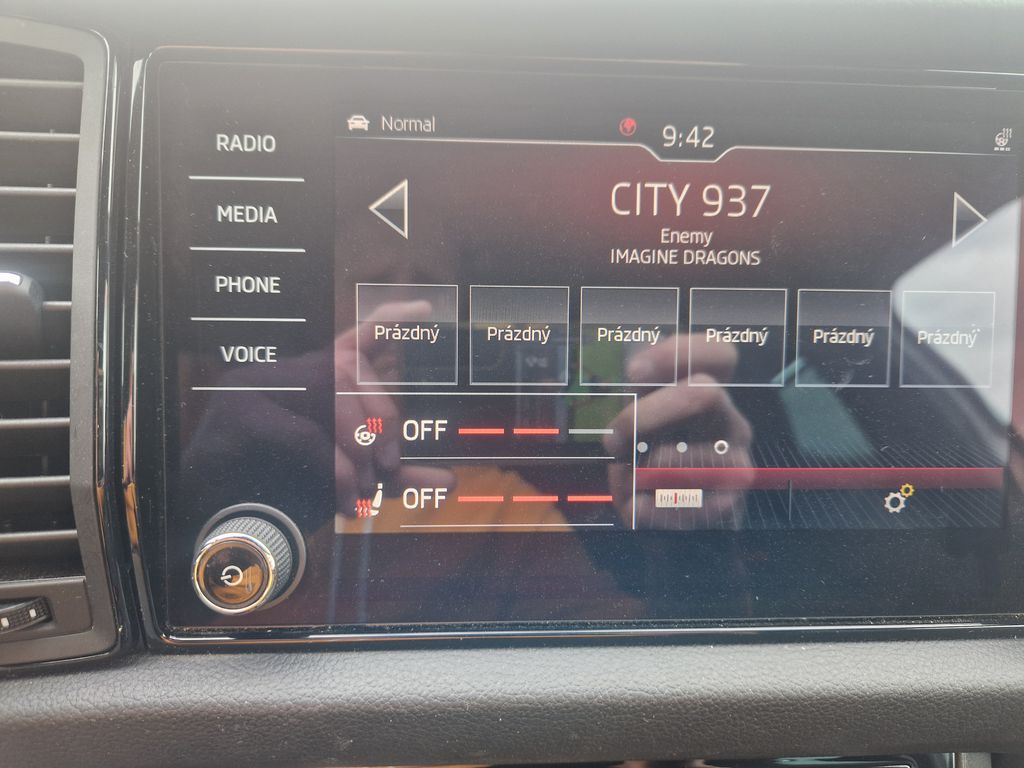 Normal
9:42
RADIO
MEDIA
PHONE
VOICE
CITY 937
Enemy
IMAGINE DRAGONS
Prázdný Prázdný Prázdný Prázdný Prázdný Prázdný
OFF
OFF